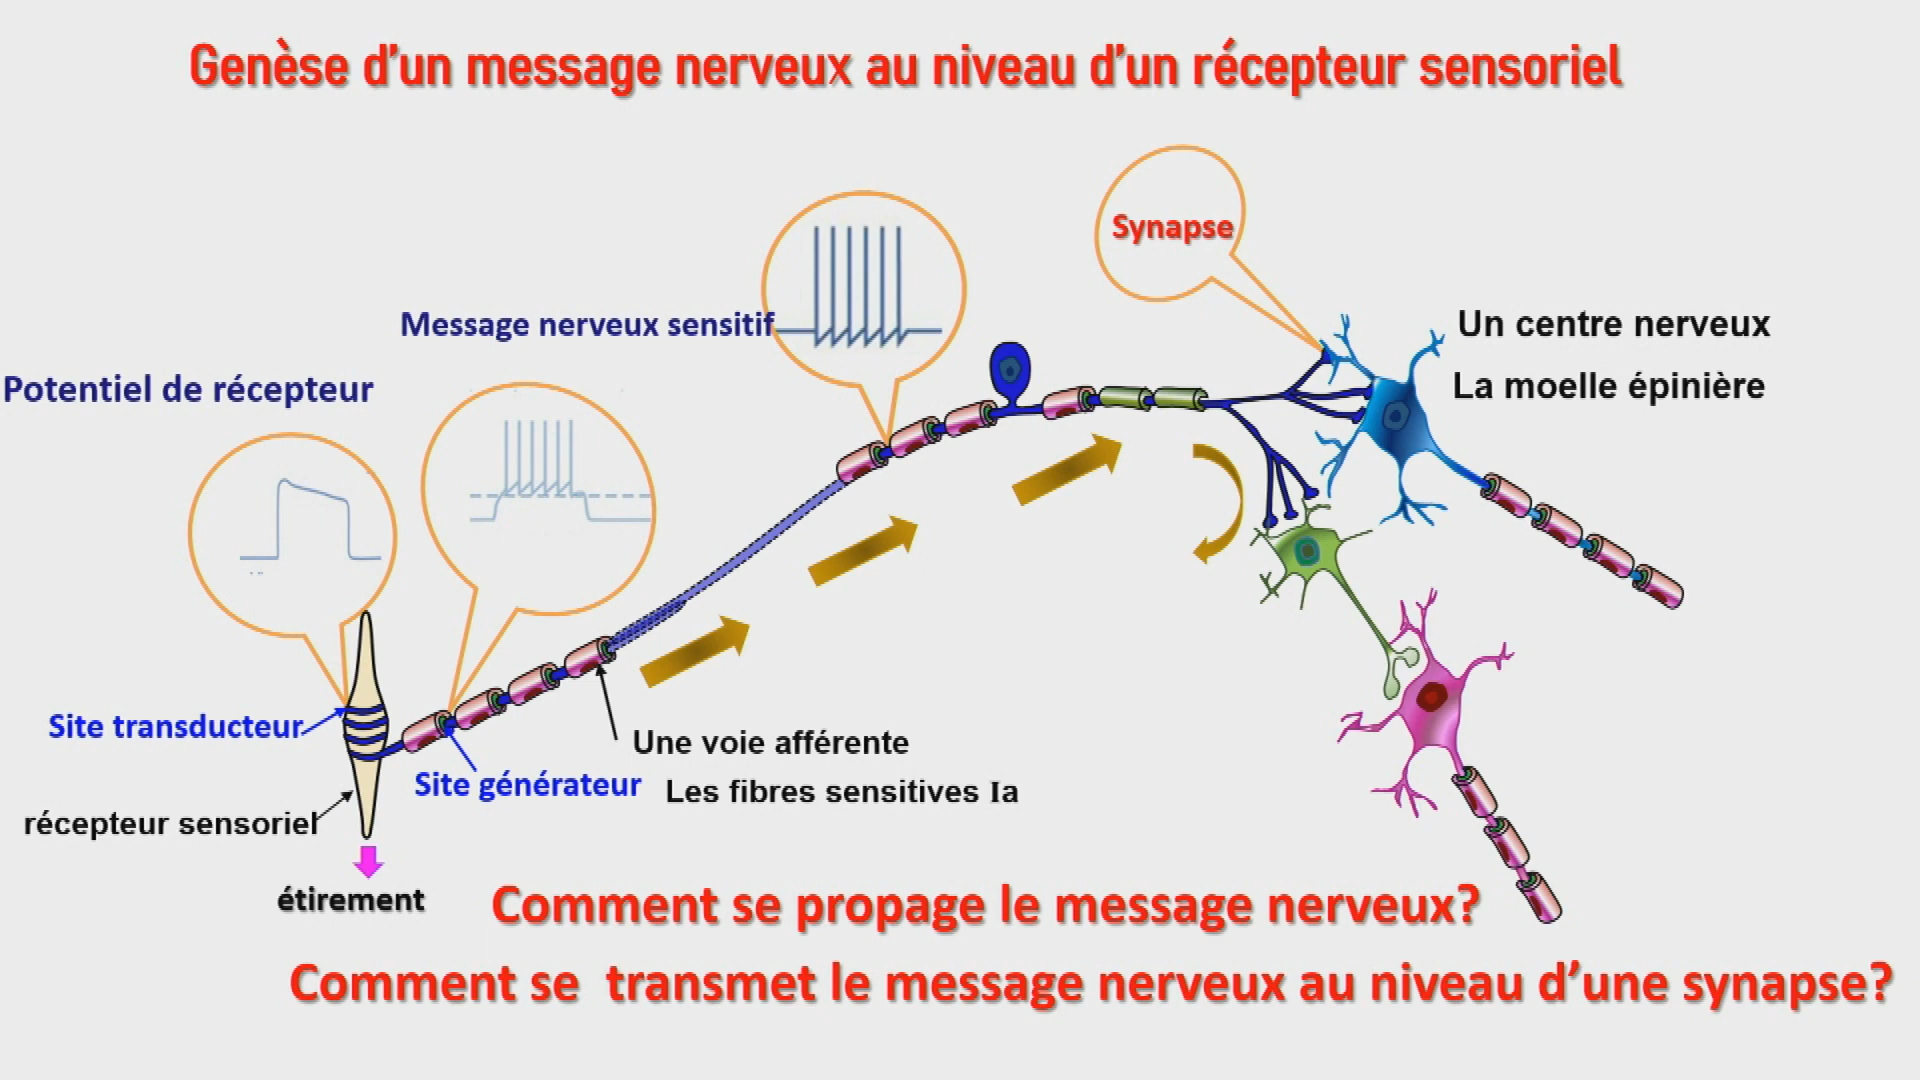 Genèse d'un message nerveux au niveau d'un récepteur sensoriel
Synapse
Message nerveux sensitif
Un centre nerveux
Potentiel de récepteur
La moelle épinière
Site transducteur
Une voie afférente
Site générateur
Les fibres sensitives Ia
récepteur sensoriel
étirement
Comment se propage le message nerveux?
Comment se transmet le message nerveux au niveau d'une synapse?